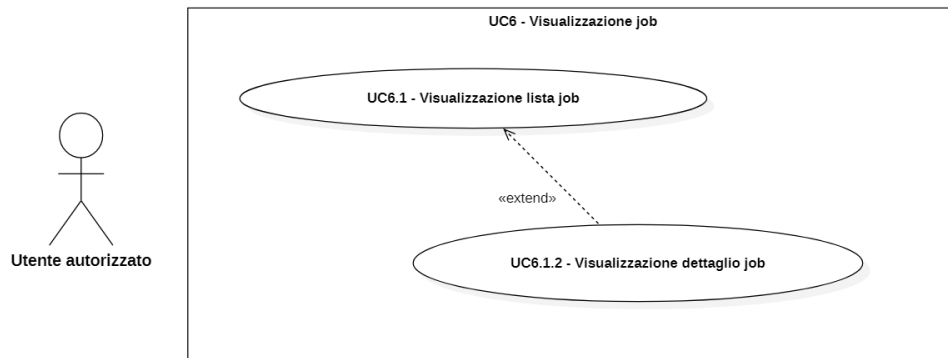 UC6 - Visualizzazione job
UC6.1 - Visualizzazione lista job
«extend»
Utente autorizzato
UC6.1.2 - Visualizzazione dettaglio job